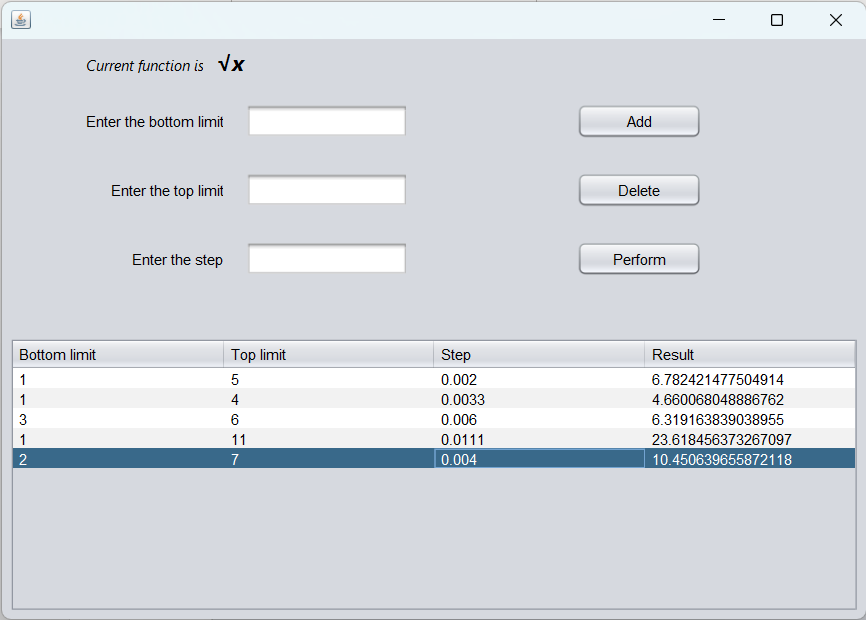 Current function is √x
Enter the bottom limit
Add
Enter the top limit
Delete
Enter the step
Perform
Bottom limit Top limit Step Result
1 5 0.002 6.782421477504914
1 4 0.0033 4.660068048886762
3 6 0.006 6.319163839038955
1 11 0.0111 23.618456373267097
2 7 0.004 10.450639655872118